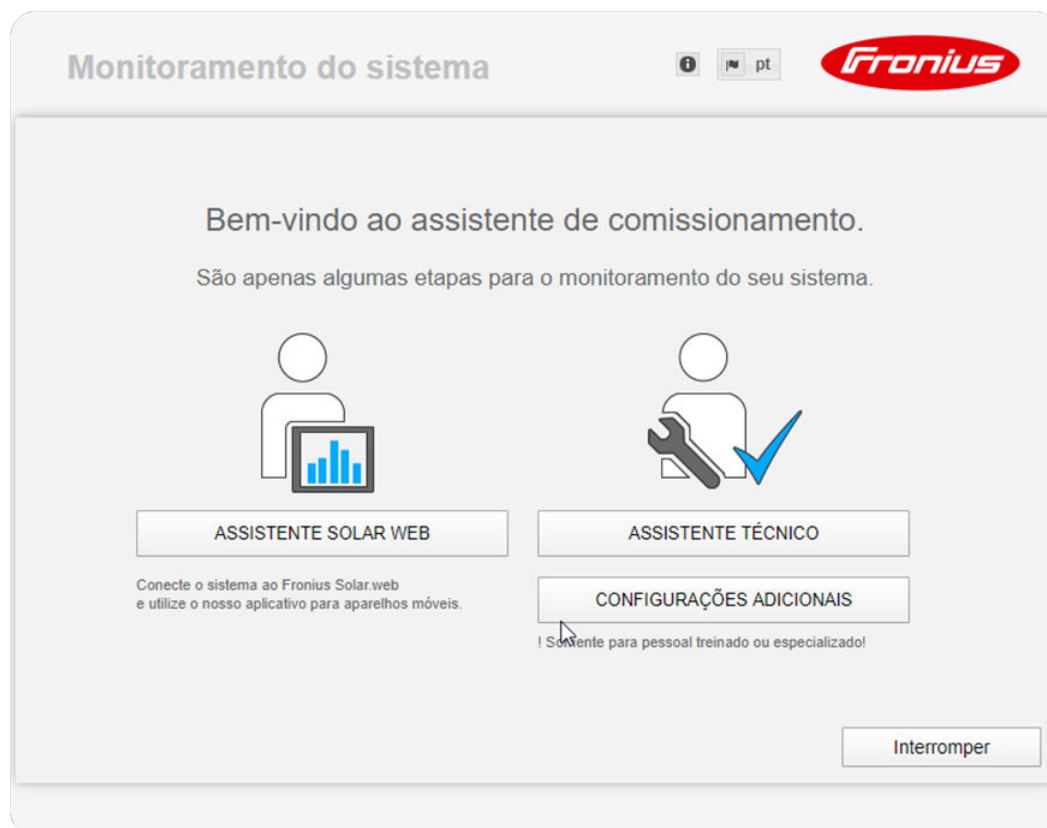 Monitoramento do sistema
pt
Fronius
Bem-vindo ao assistente de comissionamento.
São apenas algumas etapas para o monitoramento do seu sistema.
ASSISTENTE SOLAR WEB
ASSISTENTE TÉCNICO
Conecte o sistema ao Fronius Solar.web
e utilize o nosso aplicativo para aparelhos móveis.
CONFIGURAÇÕES ADICIONAIS
! Somente para pessoal treinado ou especializado!
Interromper